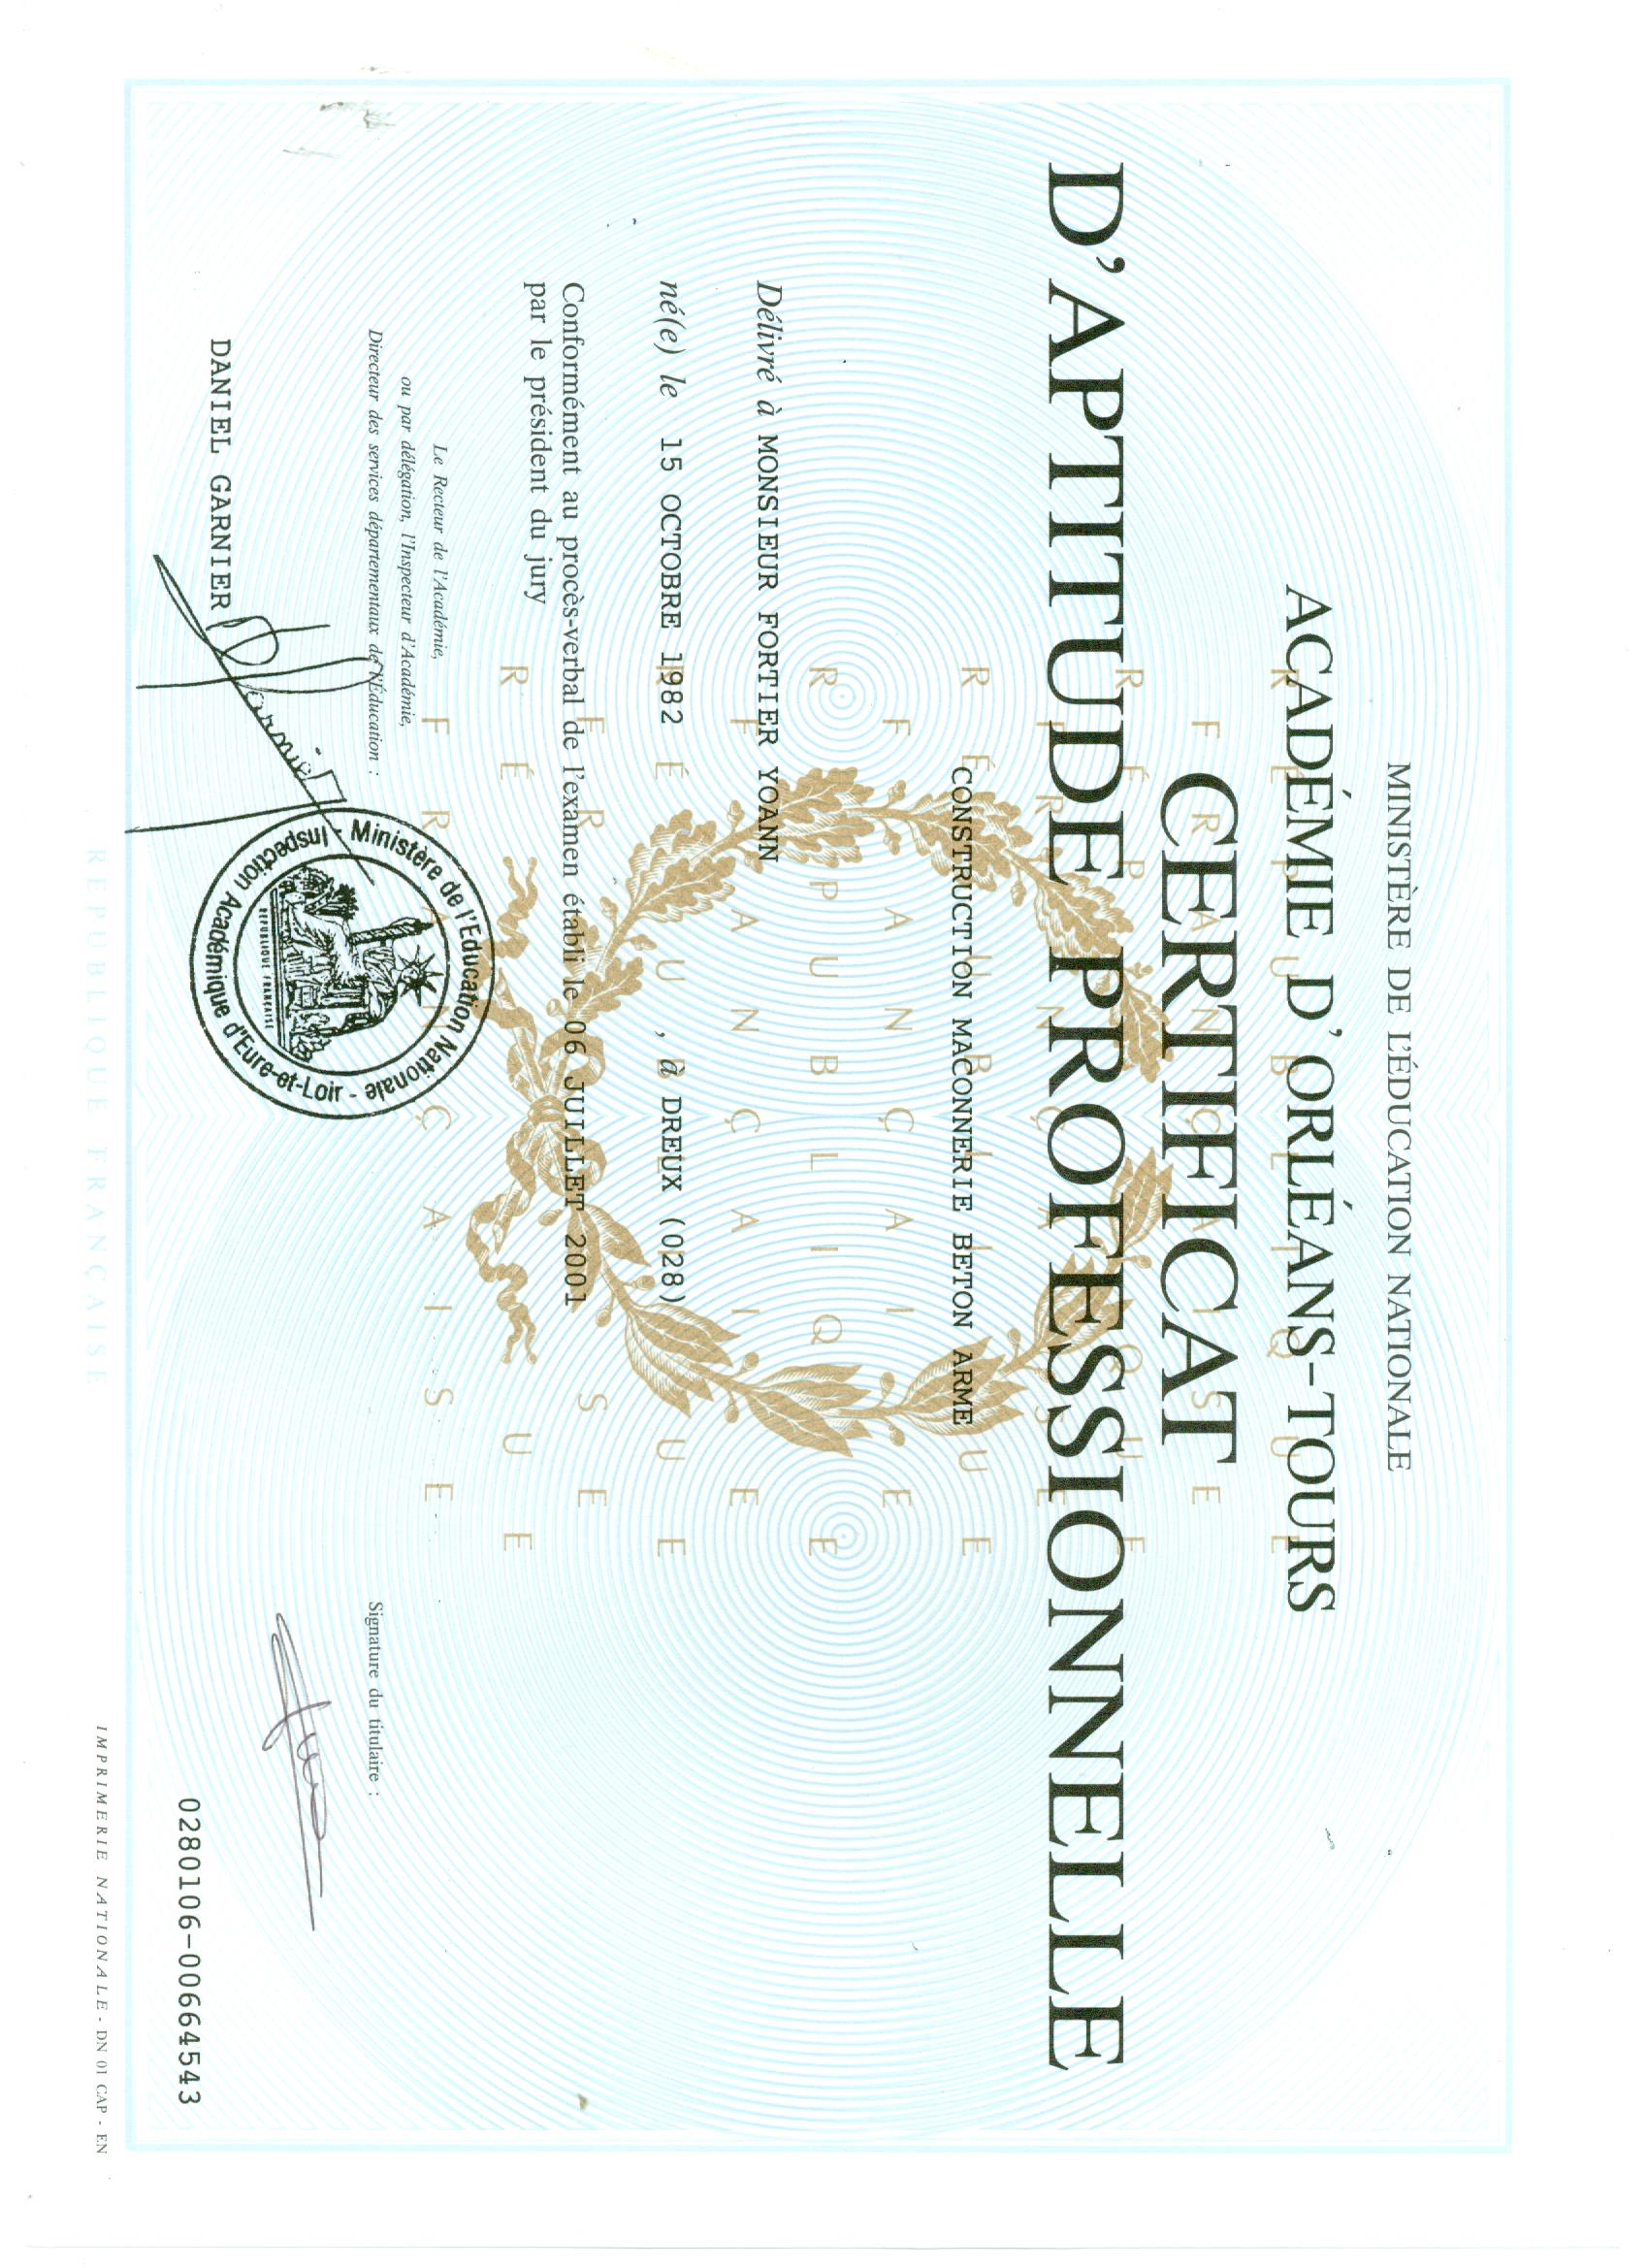 MINISTÈRE DE L'ÉDUCATION NATIONALE
ACADÉMIE D'ORLÉANS-TOURS
CERTIFICAT
D'APTITUDE PROFESSIONNELLE
CONSTRUCTION MACONNERIE BETON ARME
Délivré à MONSIEUR FORTIER YOANN
né(e) le 15 OCTOBRE 1982 , à DREUX (028)
Conformément au procès-verbal de l'examen établi le 06 JUILLET 2001
par le président du jury
Le Recteur de l'Académie,
ou par délégation, l'Inspecteur d'Académie,
Directeur des services départementaux de l'Éducation :
Signature du titulaire :
DANIEL GARNIER
Ministère de l'Education Nationale - Inspection Académique d'Eure-et-Loir -
REPUBLIQUE FRANCAISE
0280106-00664543
RÉPUBLIQUE FRANÇAISE
IMPRIMERIE NATIONALE - DN 01 CAP - EN